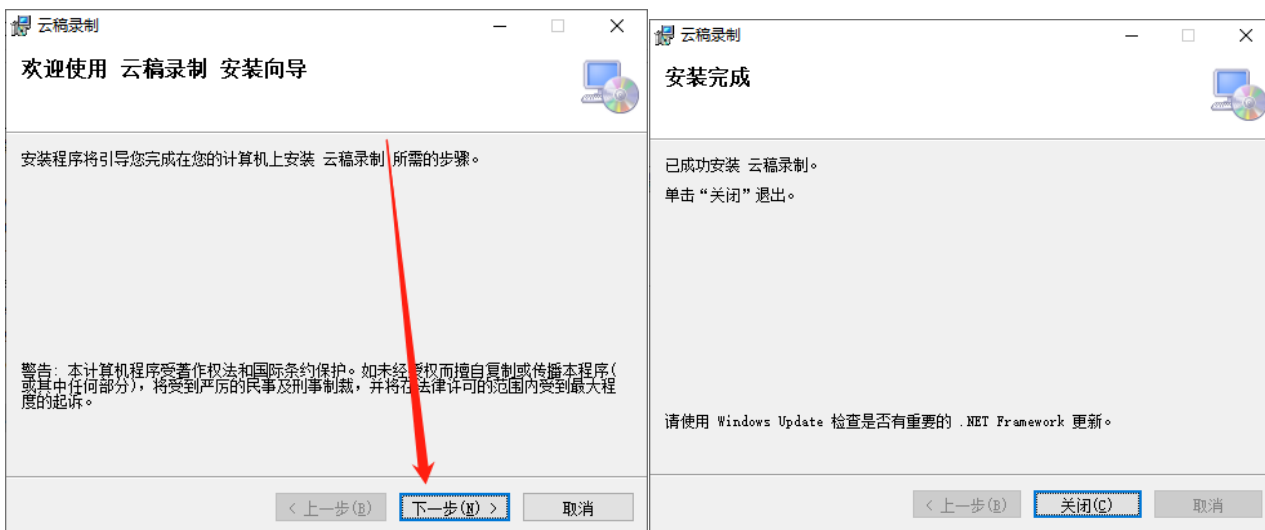 云稿录制
欢迎使用 云稿录制 安装向导
安装程序将引导您完成在您的计算机上安装 云稿录制 所需的步骤。
警告: 本计算机程序受著作权法和国际条约保护。如未经授权而擅自复制或传播本程序(
或其中任何部分)，将受到严厉的民事及刑事制裁，并将在法律许可的范围内受到最大程
度的起诉。
< 上一步(B)
下一步(N) >
取消
云稿录制
安装完成
已成功安装 云稿录制。
单击“关闭”退出。
请使用 Windows Update 检查是否有重要的 .NET Framework 更新。
< 上一步(B)
关闭(C)
取消